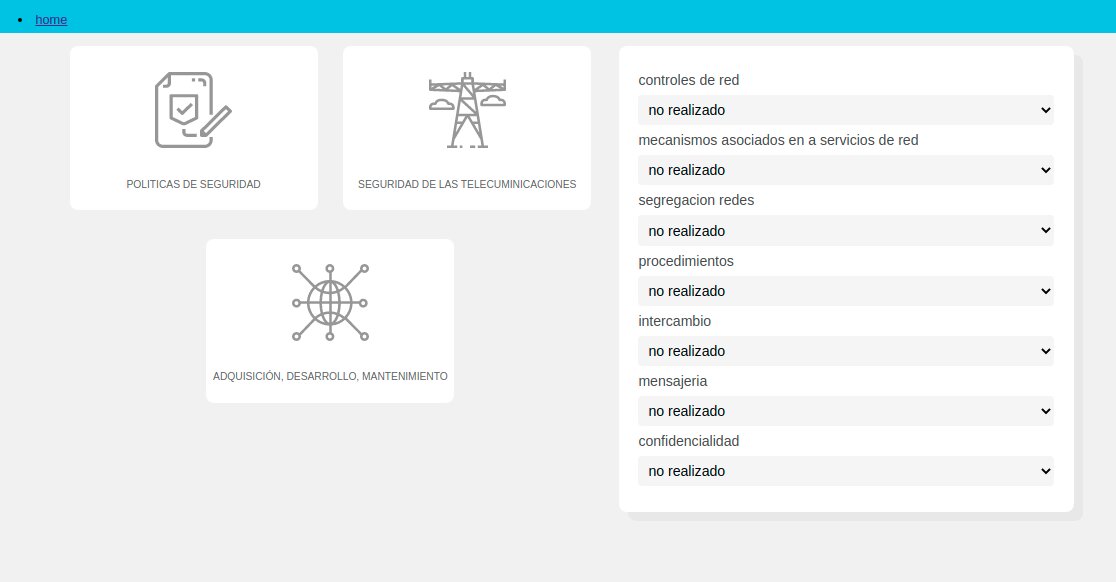 home
POLITICAS DE SEGURIDAD
SEGURIDAD DE LAS TELECUMINICACIONES
ADQUISICIÓN, DESARROLLO, MANTENIMIENTO
controles de red
no realizado
mecanismos asociados en a servicios de red
no realizado
segregacion redes
no realizado
procedimientos
no realizado
intercambio
no realizado
mensajeria
no realizado
confidencialidad
no realizado